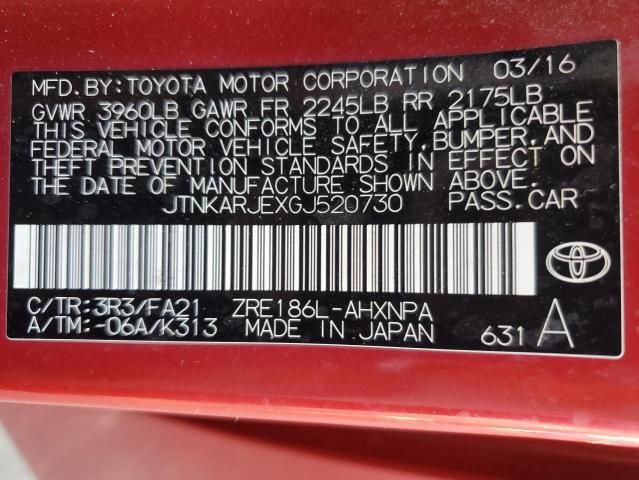 MFD.BY:TOYOTA MOTOR CORPORATION 03/16
GVWR 3960LB GAWR FR 2245LB RR 2175LB
THIS VEHICLE CONFORMS TO ALL APPLICABLE
FEDERAL MOTOR VEHICLE SAFETY,BUMPER,AND
THEFT PREVENTION STANDARDS IN EFFECT ON
THE DATE OF MANUFACTURE SHOWN ABOVE.
JTNKARJEXGJ520730 PASS.CAR
C/TR:3R3/FA21 ZRE186L-AHXNPA
A/TM:-06A/K313 MADE IN JAPAN 631 A